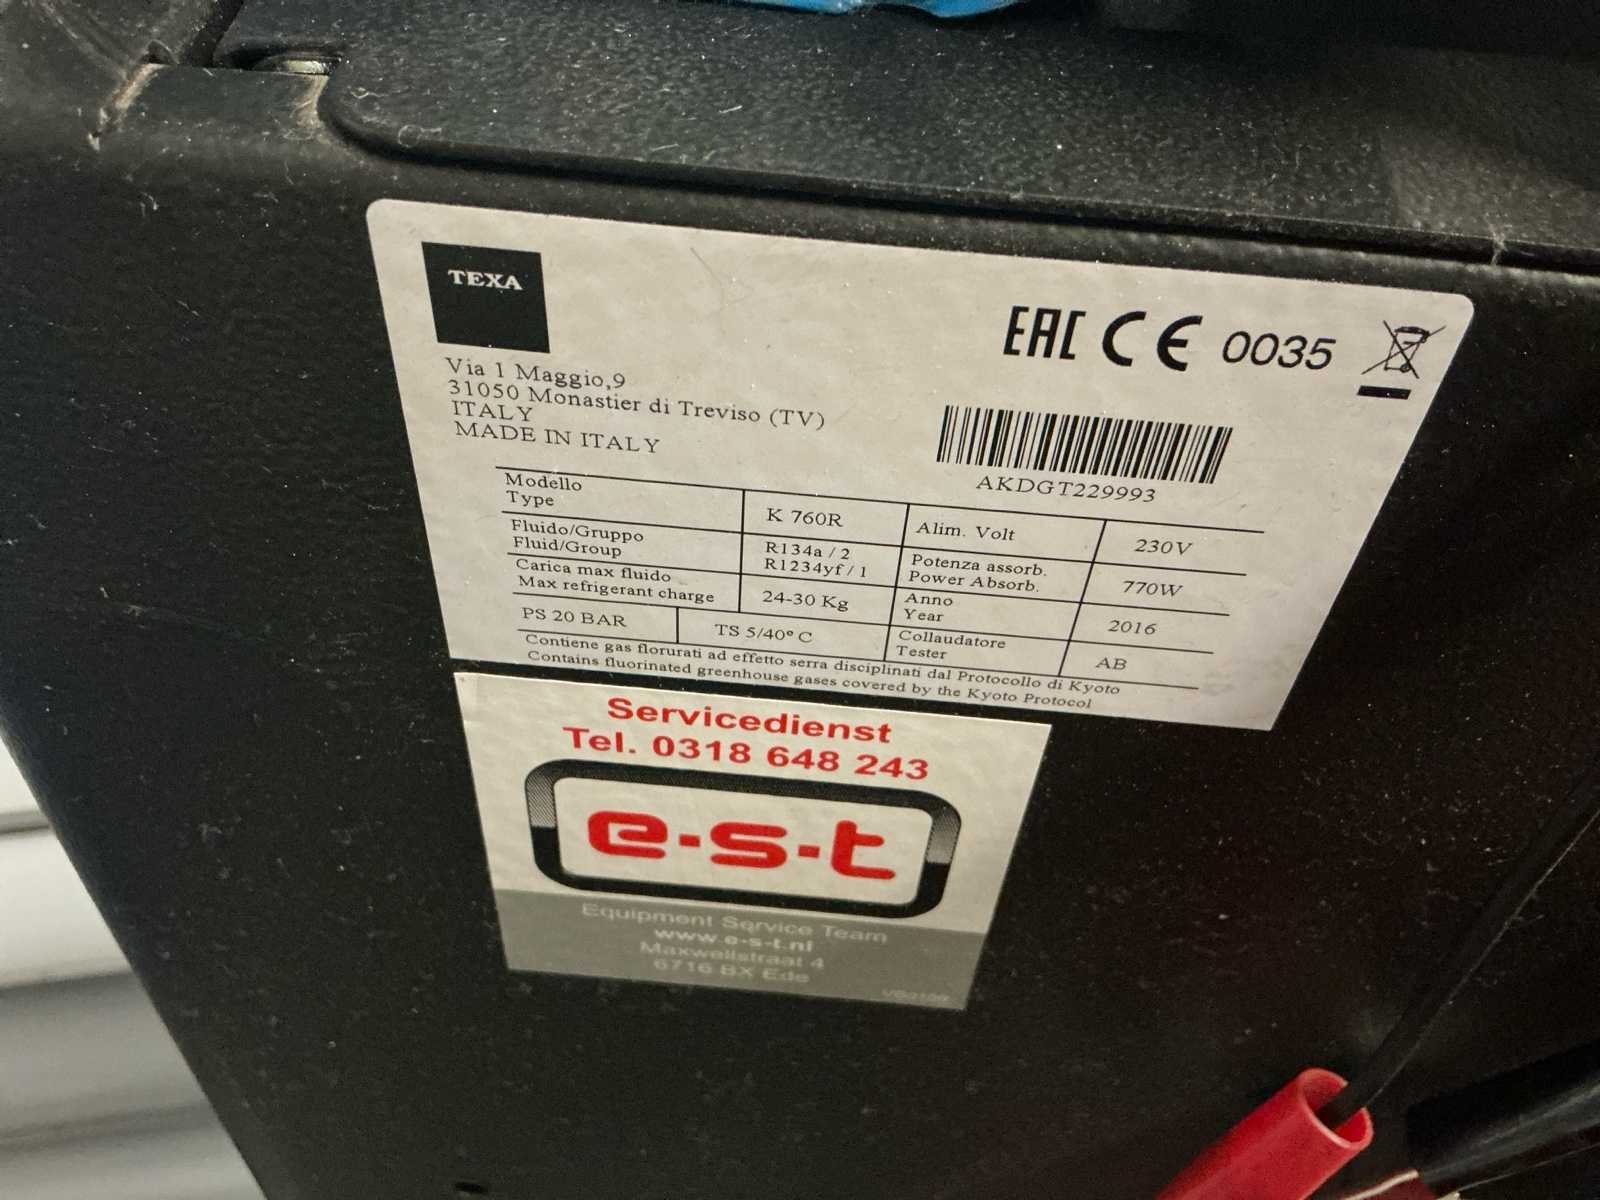 TEXA
Via 1 Maggio,9
31050 Monastier di Treviso (TV)
ITALY
MADE IN ITALY
EAC CE 0035
AKDGT229993
Modello
Type
K 760R
Alim. Volt
230V
Fluido/Gruppo
Fluid/Group
R134a / 2
R1234yf / 1
Potenza assorb.
Power Absorb.
770W
Carica max fluido
Max refrigerant charge
24-30 Kg
Anno
Year
2016
PS 20 BAR
TS 5/40° C
Collaudatore
Tester
AB
Contiene gas florurati ad effetto serra disciplinati dal Protocollo di Kyoto
Contains fluorinated greenhouse gases covered by the Kyoto Protocol
Servicedienst
Tel. 0318 648 243
e-s-t
Equipment Service Team
www.e-s-t.nl
Maxwellstraat 4
6716 BX Ede